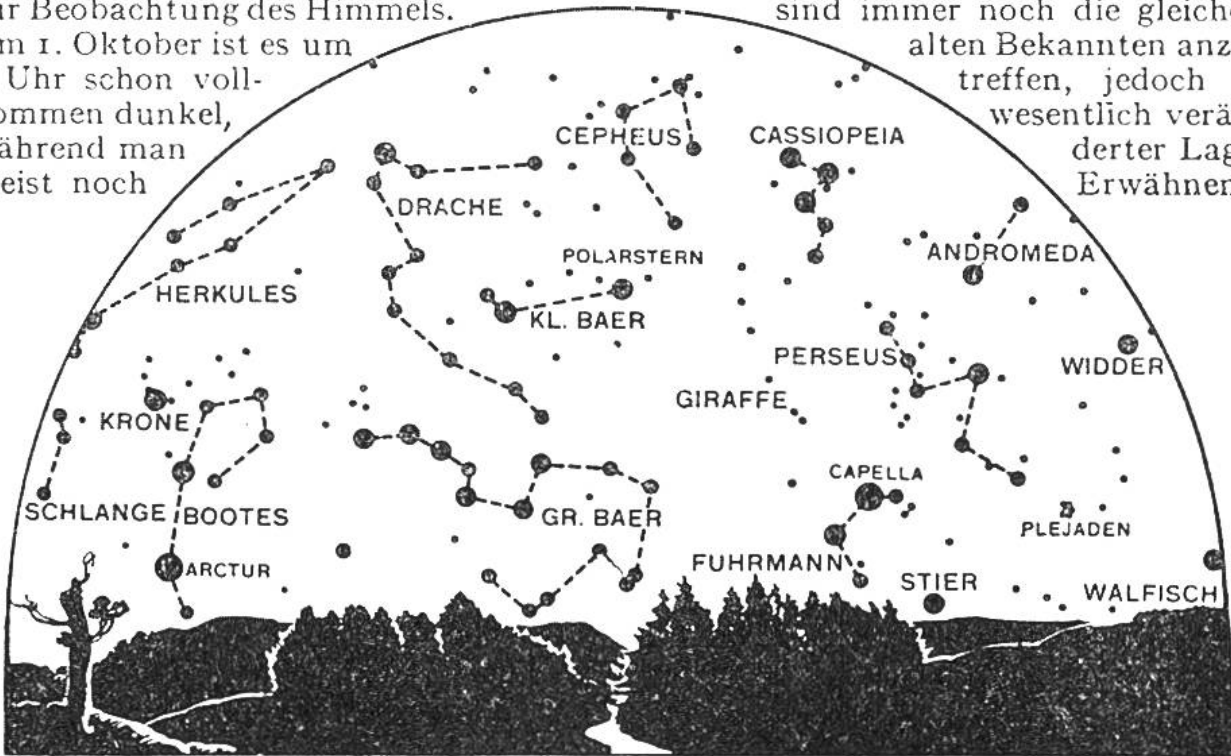 r Beobachtung des Himmels.
m 1. Oktober ist es um
Uhr schon voll-
ommen dunkel,
ährend man
eist noch
sind immer noch die gleiche
alten Bekannten anz
treffen, jedoch
wesentlich verä
derter Lag
Erwähnen
CEPHEUS
CASSIOPEIA
DRACHE
POLARSTERN
ANDROMEDA
HERKULES
KL. BAER
PERSEUS
WIDDER
GIRAFFE
KRONE
CAPELLA
SCHLANGE
BOOTES
GR. BAER
PLEJADEN
ARCTUR
FUHRMANN
STIER
WALFISCH